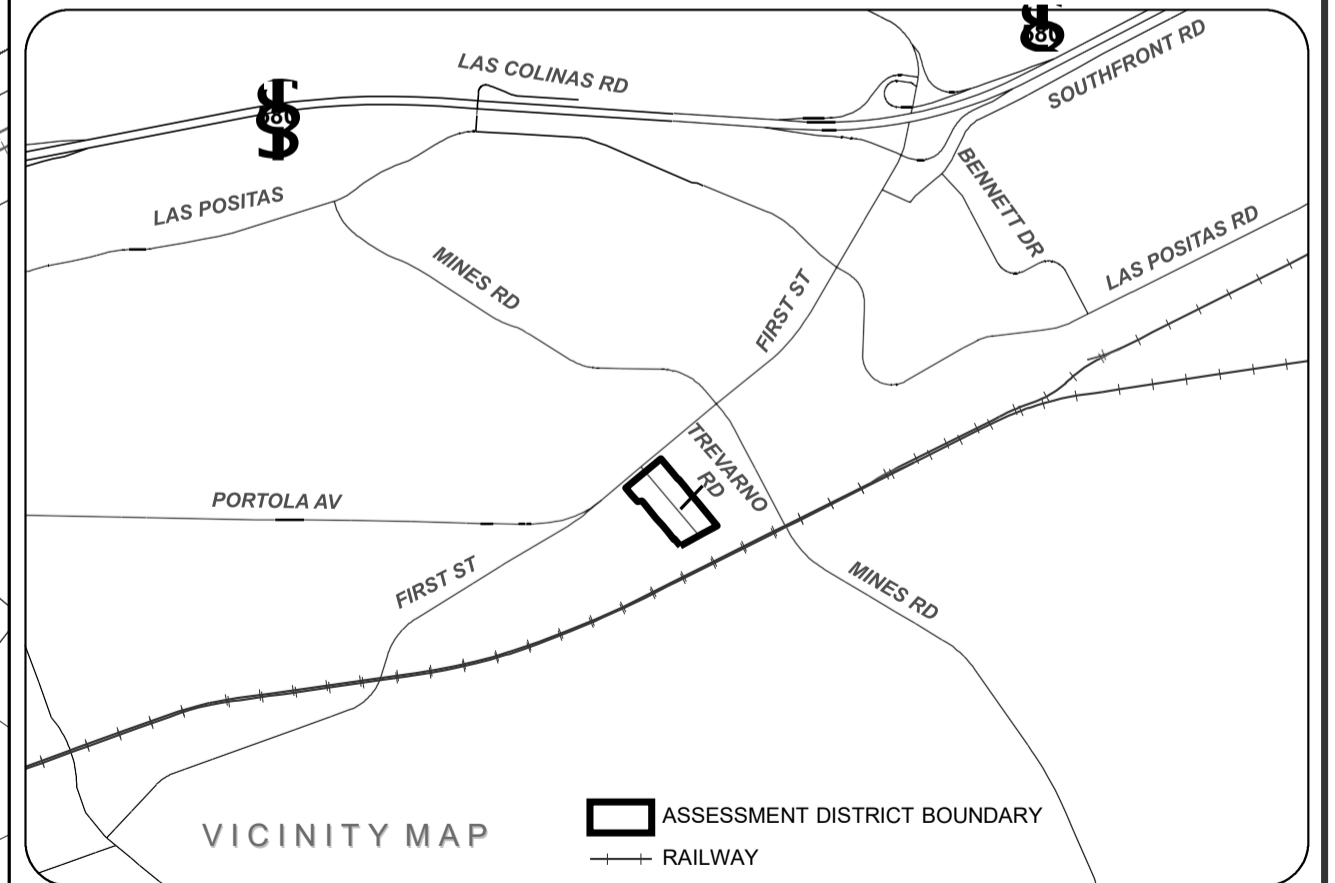 LAS COLINAS RD
SOUTHFRONT RD
BENNETT DR
LAS POSITAS
LAS POSITAS RD
MINES RD
FIRST ST
TREVARNO
RD
PORTOLA AV
FIRST ST
MINES RD
VICINITY MAP
ASSESSMENT DISTRICT BOUNDARY
RAILWAY